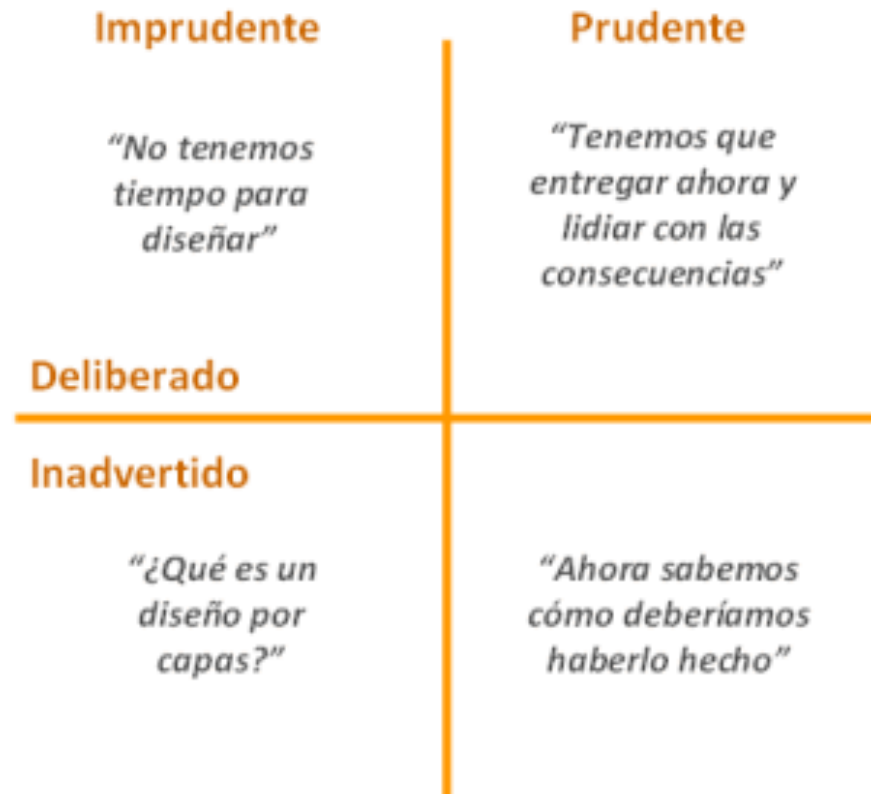 Imprudente
Prudente
“No tenemos
tiempo para
diseñar”
“Tenemos que
entregar ahora y
lidiar con las
consecuencias”
Deliberado
Inadvertido
“¿Qué es un
diseño por
capas?”
“Ahora sabemos
cómo deberíamos
haberlo hecho”